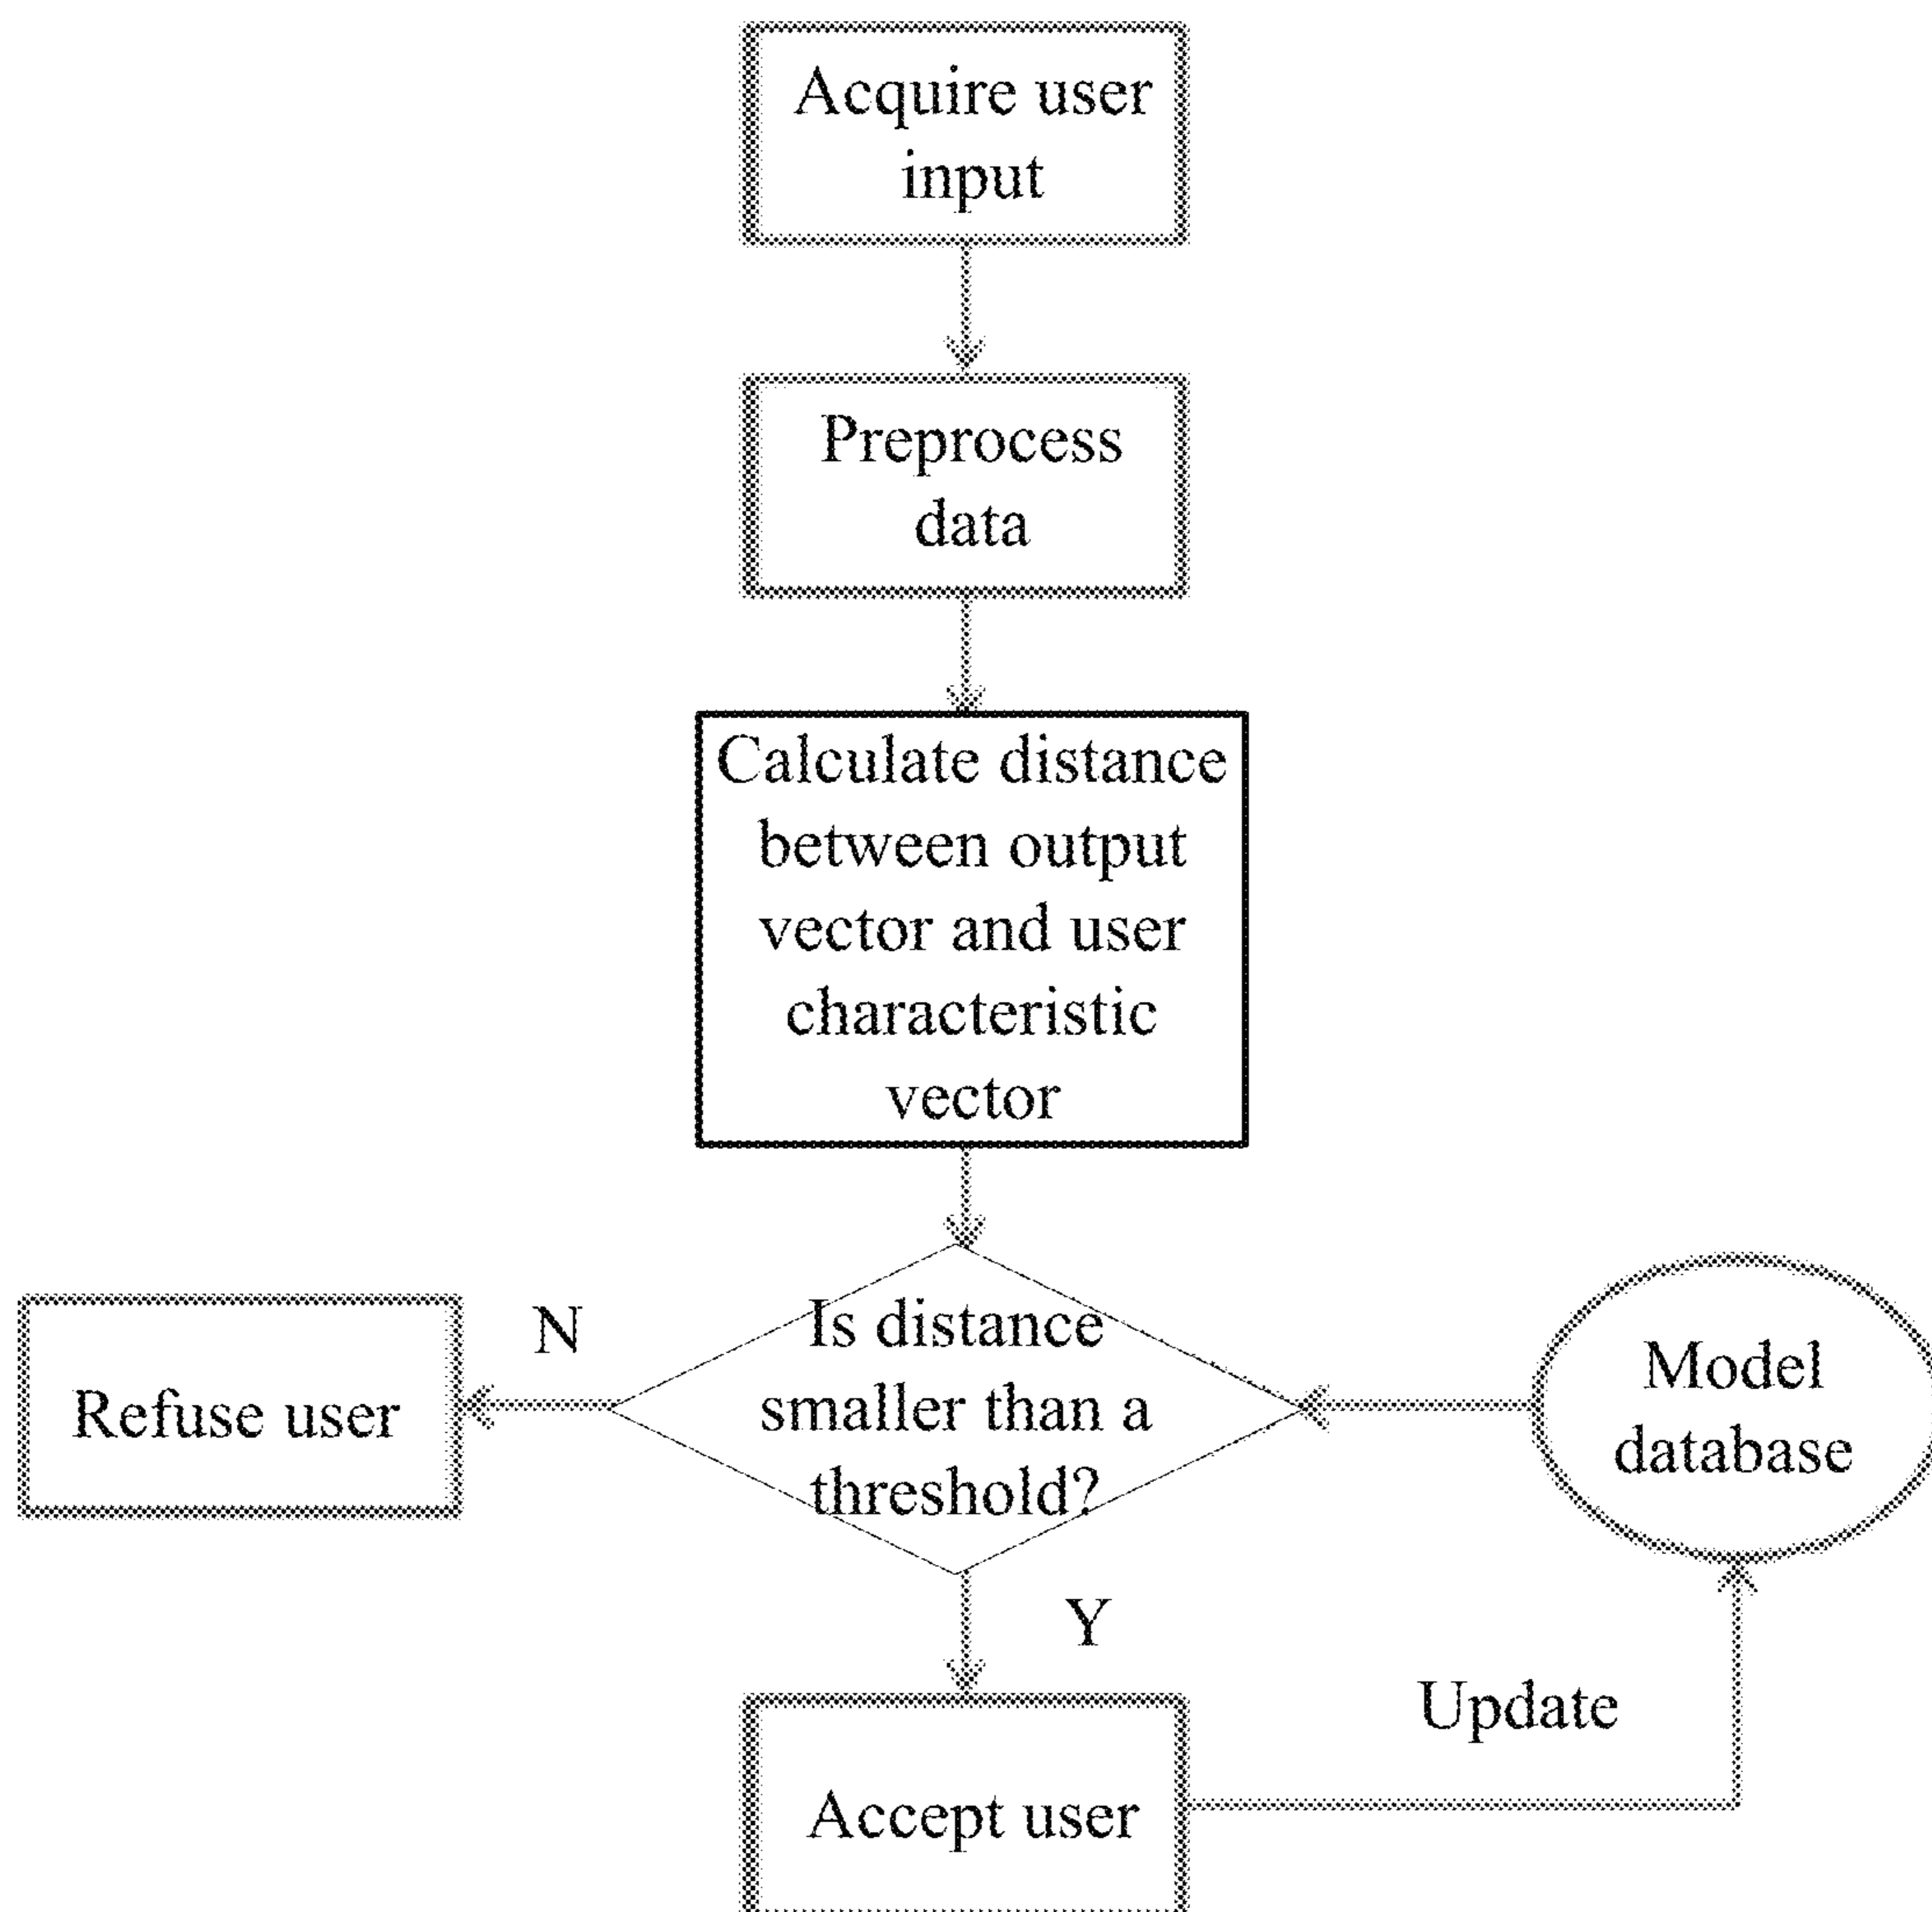 Acquire user
input
Preprocess
data
Calculate distance
between output
vector and user
characteristic
vector
N
Is distance
smaller than a
threshold?
Refuse user
Model
database
Y
Update
Accept user